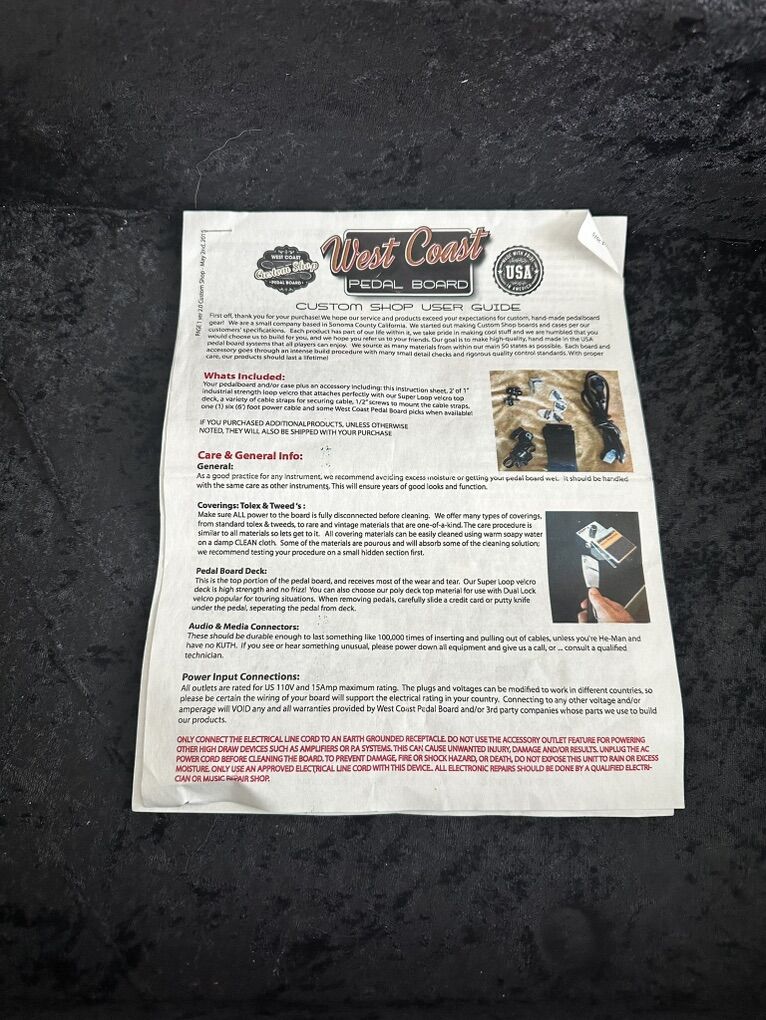 PAGE 1 ver 2.0 Custom Shop - May 2nd, 2015
WEST COAST
Custom Shop
PEDAL BOARD
West Coast
PEDAL BOARD
MADE WITH PRIDE
USA
IN AMERICA
CUSTOM SHOP USER GUIDE
First off, thank you for your purchase! We hope our service and products exceed your expectations for custom, hand-made pedalboard
gear! We are a small company based in Sonoma County California. We started out making Custom Shop boards and cases per our
customers' specifications. Each product has part of our life within it, we take pride in making cool stuff and we are humbled that you
would choose us to build for you, and we hope you refer us to your friends. Our goal is to make high-quality, hand made in the USA
pedal board systems that all players can enjoy. We source as many materials from within our main 50 states as possible. Each board and
accessory goes through an intense build procedure with many small detail checks and rigorous quality control standards. With proper
care, our products should last a lifetime!
Whats Included:
Your pedalboard and/or case plus an accessory including: this instruction sheet, 2' of 1"
industrial strength loop velcro that attaches perfectly with our Super Loop velcro top
deck, a variety of cable straps for securing cable, 1/2" screws to mount the cable straps,
one (1) six (6') foot power cable and some West Coast Pedal Board picks when available!
IF YOU PURCHASED ADDITIONALPRODUCTS, UNLESS OTHERWISE
NOTED, THEY WILL ALSO BE SHIPPED WITH YOUR PURCHASE
Care & General Info:
General:
As a good practice for any instrument, we recommend avoiding excess moisture or getting your pedal board wet. It should be handled
with the same care as other instruments. This will ensure years of good looks and function.
Coverings: Tolex & Tweed's :
Make sure ALL power to the board is fully disconnected before cleaning. We offer many types of coverings,
from standard tolex & tweeds, to rare and vintage materials that are one-of-a-kind. The care procedure is
similar to all materials so lets get to it. All covering materials can be easily cleaned using warm soapy water
on a damp CLEAN cloth. Some of the materials are pourous and will absorb some of the cleaning solution;
we recommend testing your procedure on a small hidden section first.
Pedal Board Deck:
This is the top portion of the pedal board, and receives most of the wear and tear. Our Super Loop velcro
deck is high strength and no frizz! You can also choose our poly deck top material for use with Dual Lock
velcro popular for touring situations. When removing pedals, carefully slide a credit card or putty knife
under the pedal, seperating the pedal from deck.
Audio & Media Connectors:
These should be durable enough to last something like 100,000 times of inserting and pulling out of cables, unless you're He-Man and
have no KUTH. If you see or hear something unusual, please power down all equipment and give us a call, or ... consult a qualified
technician.
Power Input Connections:
All outlets are rated for US 110V and 15Amp maximum rating. The plugs and voltages can be modified to work in different countries, so
please be certain the wiring of your board will support the electrical rating in your country. Connecting to any other voltage and/or
amperage will VOID any and all warranties provided by West Coast Pedal Board and/or 3rd party companies whose parts we use to build
our products.
ONLY CONNECT THE ELECTRICAL LINE CORD TO AN EARTH GROUNDED RECEPTACLE. DO NOT USE THE ACCESSORY OUTLET FEATURE FOR POWERING
OTHER HIGH DRAW DEVICES SUCH AS AMPLIFIERS OR P.A SYSTEMS. THIS CAN CAUSE UNWANTED INJURY, DAMAGE AND/OR RESULTS. UNPLUG THE AC
POWER CORD BEFORE CLEANING THE BOARD. TO PREVENT DAMAGE, FIRE OR SHOCK HAZARD, OR DEATH, DO NOT EXPOSE THIS UNIT TO RAIN OR EXCESS
MOISTURE. ONLY USE AN APPROVED ELECTRICAL LINE CORD WITH THIS DEVICE. ALL ELECTRONIC REPAIRS SHOULD BE DONE BY A QUALIFIED ELECTRI-
CIAN OR MUSIC REPAIR SHOP.